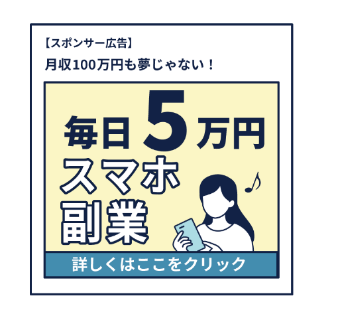 【スポンサー広告】
月収100万円も夢じゃない！
毎日5万円
スマホ
副業
詳しくはここをクリック